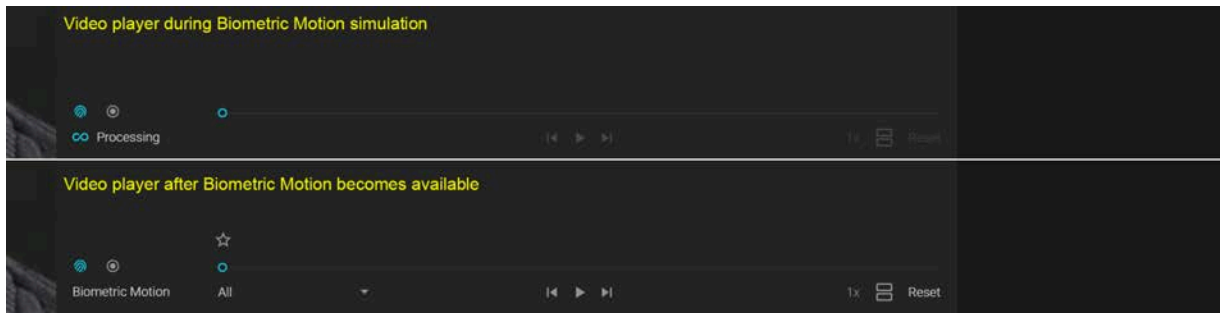 Video player during Biometric Motion simulation
Processing
1x Reset
Video player after Biometric Motion becomes available
Biometric Motion All 1x Reset